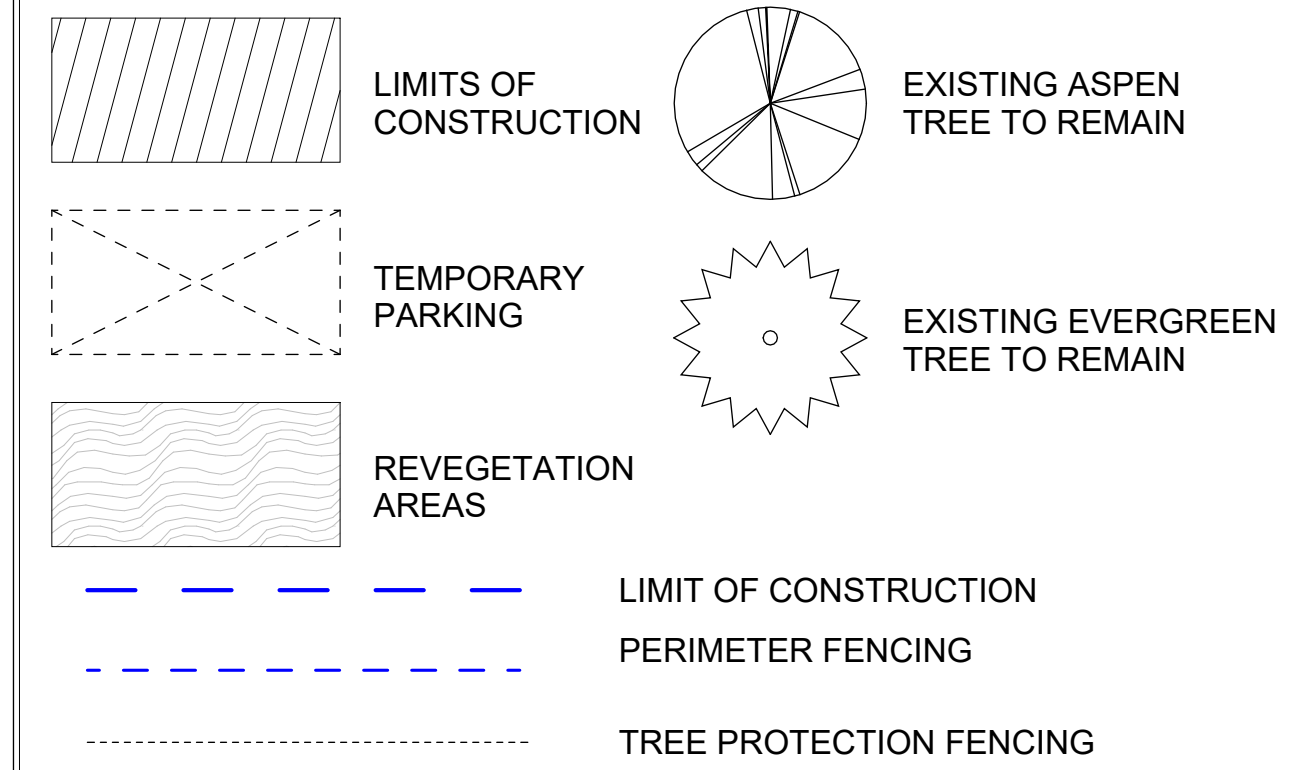 LIMITS OF
CONSTRUCTION
TEMPORARY
PARKING
REVEGETATION
AREAS
EXISTING ASPEN
TREE TO REMAIN
EXISTING EVERGREEN
TREE TO REMAIN
LIMIT OF CONSTRUCTION
PERIMETER FENCING
TREE PROTECTION FENCING